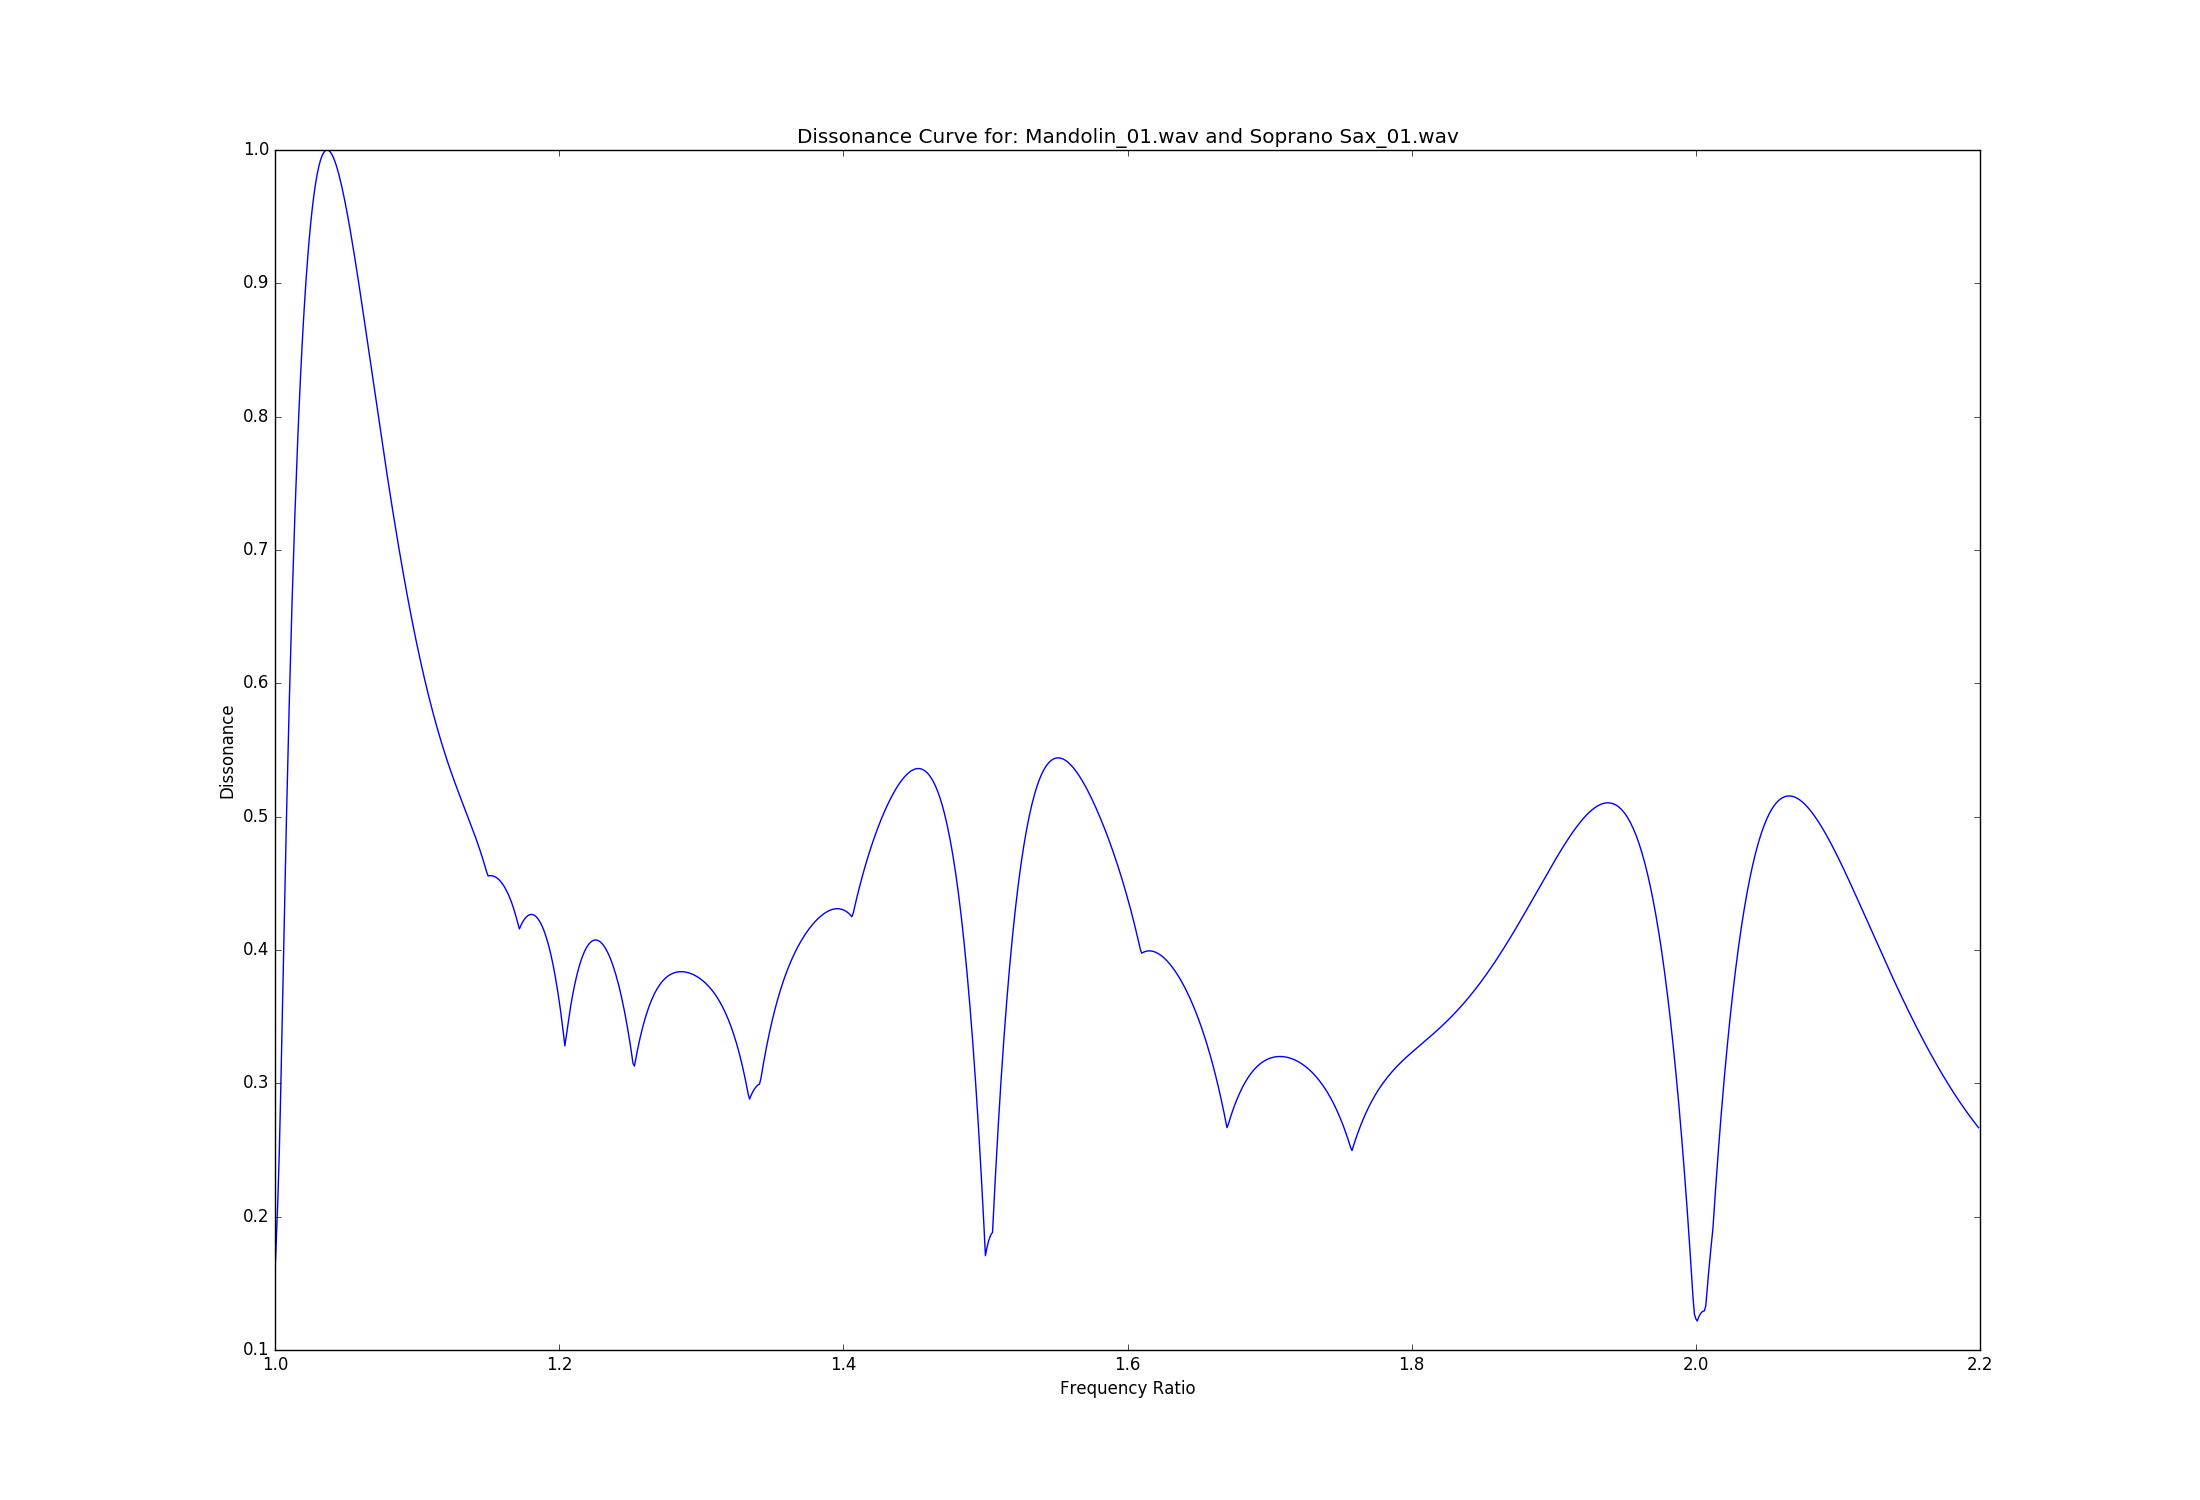 Dissonance Curve for: Mandolin_01.wav and Soprano Sax_01.wav
1.0
0.9
0.8
0.7
0.6
0.5
0.4
0.3
0.2
0.1
Dissonance
1.0 1.2 1.4 1.6 1.8 2.0 2.2
Frequency Ratio